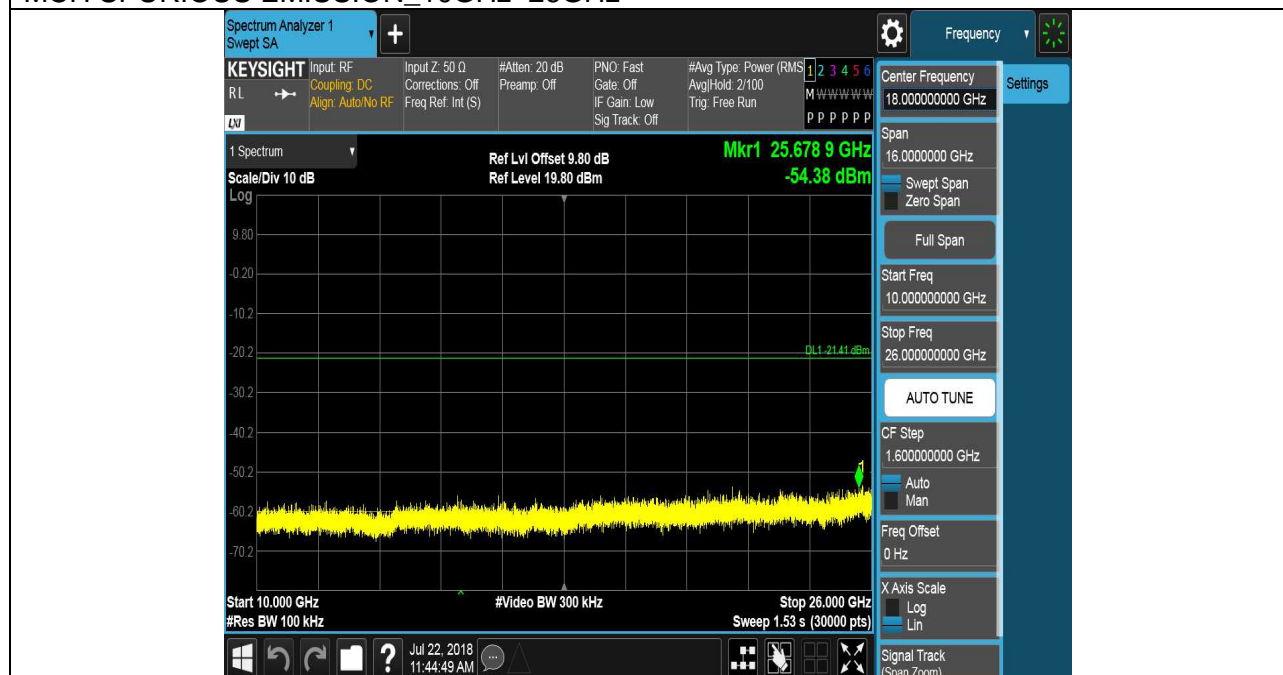 Spectrum Analyzer 1
Swept SA
+
Frequency
KEYSIGHT
RL
LXI
Input: RF
Coupling: DC
Align: Auto/No RF
Input Z: 50 Ω
Corrections: Off
Freq Ref: Int (S)
#Atten: 20 dB
Preamp: Off
PNO: Fast
Gate: Off
IF Gain: Low
Sig Track: Off
#Avg Type: Power (RMS
Avg|Hold: 2/100
Trig: Free Run
1 2 3 4 5 6
M W W W W W
P P P P P P
Center Frequency
18.000000000 GHz
Settings
1 Spectrum
Scale/Div 10 dB
Log
Ref Lvl Offset 9.80 dB
Ref Level 19.80 dBm
Mkr1 25.678 9 GHz
-54.38 dBm
9.80
-0.20
-10.2
-20.2
-30.2
-40.2
-50.2
-60.2
-70.2
DL1 -21.41 dBm
1
Start 10.000 GHz
#Res BW 100 kHz
#Video BW 300 kHz
Stop 26.000 GHz
Sweep 1.53 s (30000 pts)
Span
16.0000000 GHz
Swept Span
Zero Span
Full Span
Start Freq
10.000000000 GHz
Stop Freq
26.000000000 GHz
AUTO TUNE
CF Step
1.600000000 GHz
Auto
Man
Freq Offset
0 Hz
X Axis Scale
Log
Lin
Signal Track
(Span Zoom)
?
Jul 22, 2018
11:44:49 AM